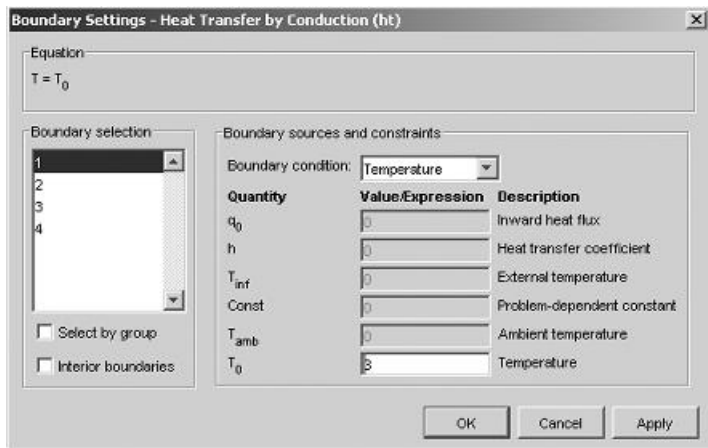 Boundary Settings - Heat Transfer by Conduction (ht)
Equation
T = T0
Boundary selection
1
2
3
4
Select by group
Interior boundaries
Boundary sources and constraints
Boundary condition: Temperature
Quantity Value/Expression Description
q0 0 Inward heat flux
h 0 Heat transfer coefficient
Tinf 0 External temperature
Const 0 Problem-dependent constant
Tamb 0 Ambient temperature
T0 3 Temperature
OK Cancel Apply